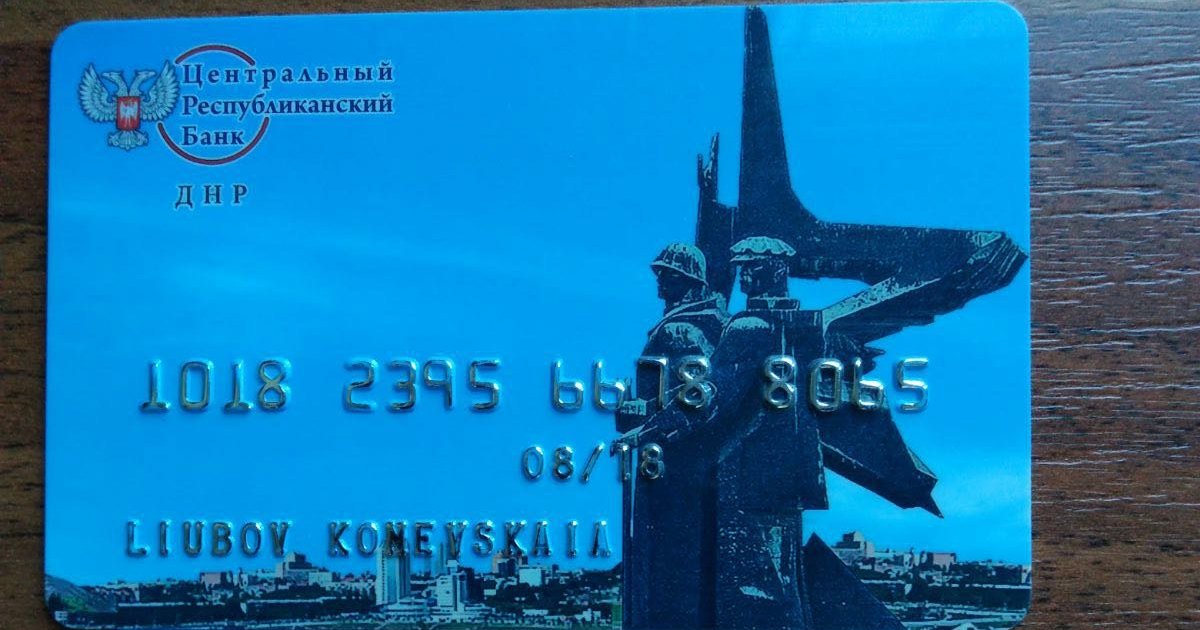 Центральный
Республиканский
Банк
ДНР
1018 2395 6678 8065
08/18
LIUBOV KONEVSKAIA